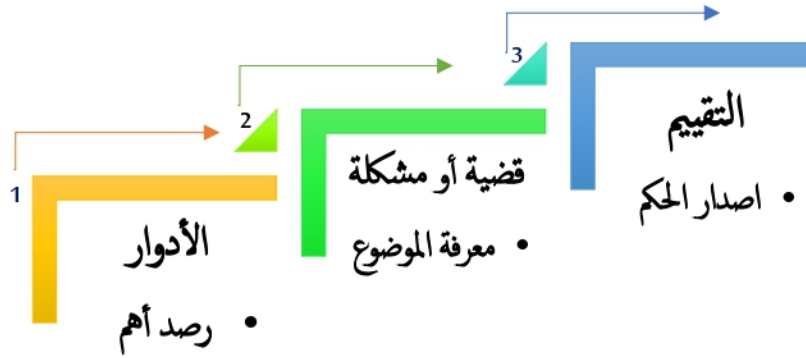 1
الأدوار
• رصد أهم
2
قضية أو مشكلة
• معرفة الموضوع
3
التقييم
• اصدار الحكم